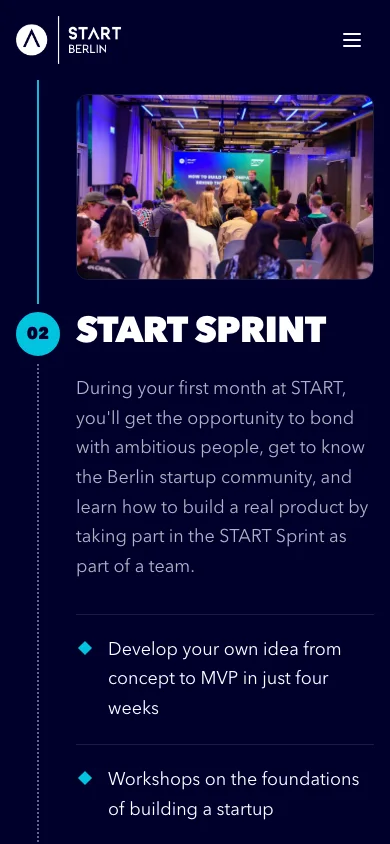 START
BERLIN
02
START SPRINT
During your first month at START,
you'll get the opportunity to bond
with ambitious people, get to know
the Berlin startup community, and
learn how to build a real product by
taking part in the START Sprint as
part of a team.
Develop your own idea from
concept to MVP in just four
weeks
Workshops on the foundations
of building a startup